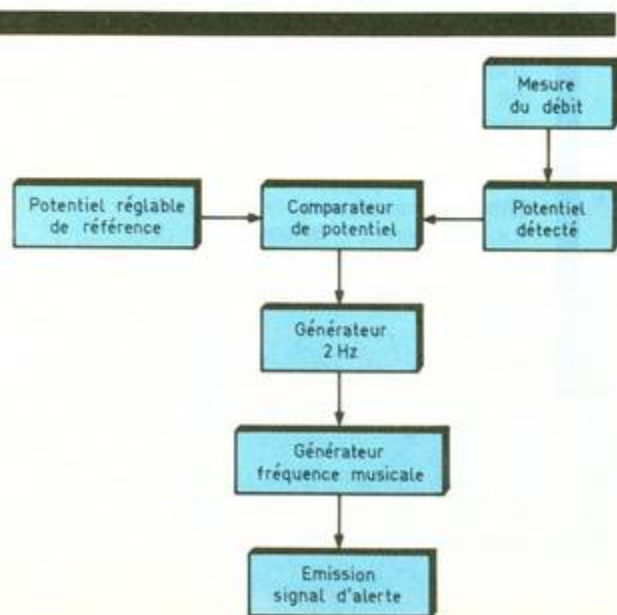 Mesure
du débit
Potentiel réglable
de référence
Comparateur
de potentiel
Potentiel
détecté
Générateur
2 Hz
Générateur
fréquence musicale
Emission
signal d'alerte